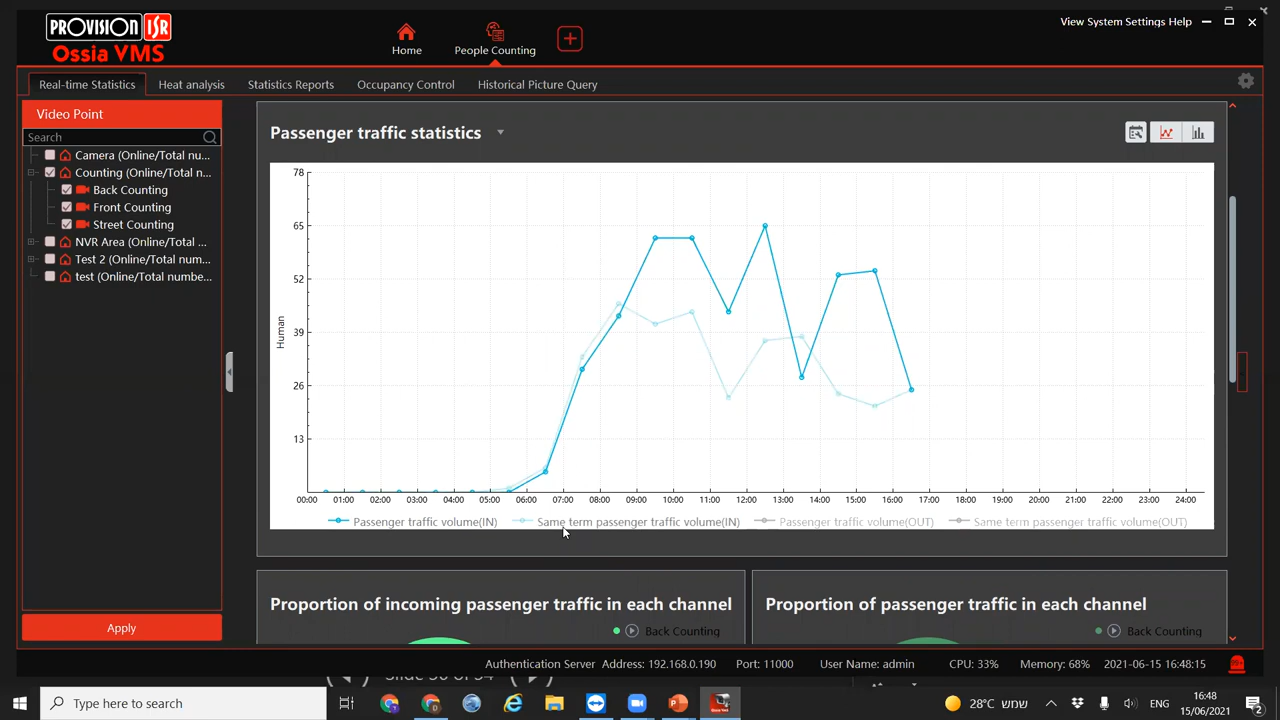 PROVISION ISR
Ossia VMS
Home
People Counting
View System Settings Help
Real-time Statistics
Heat analysis
Statistics Reports
Occupancy Control
Historical Picture Query
Video Point
Search
Camera (Online/Total nu...
Counting (Online/Total n...
Back Counting
Front Counting
Street Counting
NVR Area (Online/Total ...
Test 2 (Online/Total num...
test (Online/Total numbe...
Apply
Passenger traffic statistics
78
65
52
39
26
13
Human
00:00 01:00 02:00 03:00 04:00 05:00 06:00 07:00 08:00 09:00 10:00 11:00 12:00 13:00 14:00 15:00 16:00 17:00 18:00 19:00 20:00 21:00 22:00 23:00 24:00
Passenger traffic volume(IN) Same term passenger traffic volume(IN) Passenger traffic volume(OUT) Same term passenger traffic volume(OUT)
Proportion of incoming passenger traffic in each channel
Back Counting
Proportion of passenger traffic in each channel
Back Counting
Authentication Server Address: 192.168.0.190 Port: 11000 User Name: admin CPU: 33% Memory: 68% 2021-06-15 16:48:15
99+
Type here to search
28°C שמש
ENG
16:48
15/06/2021
2